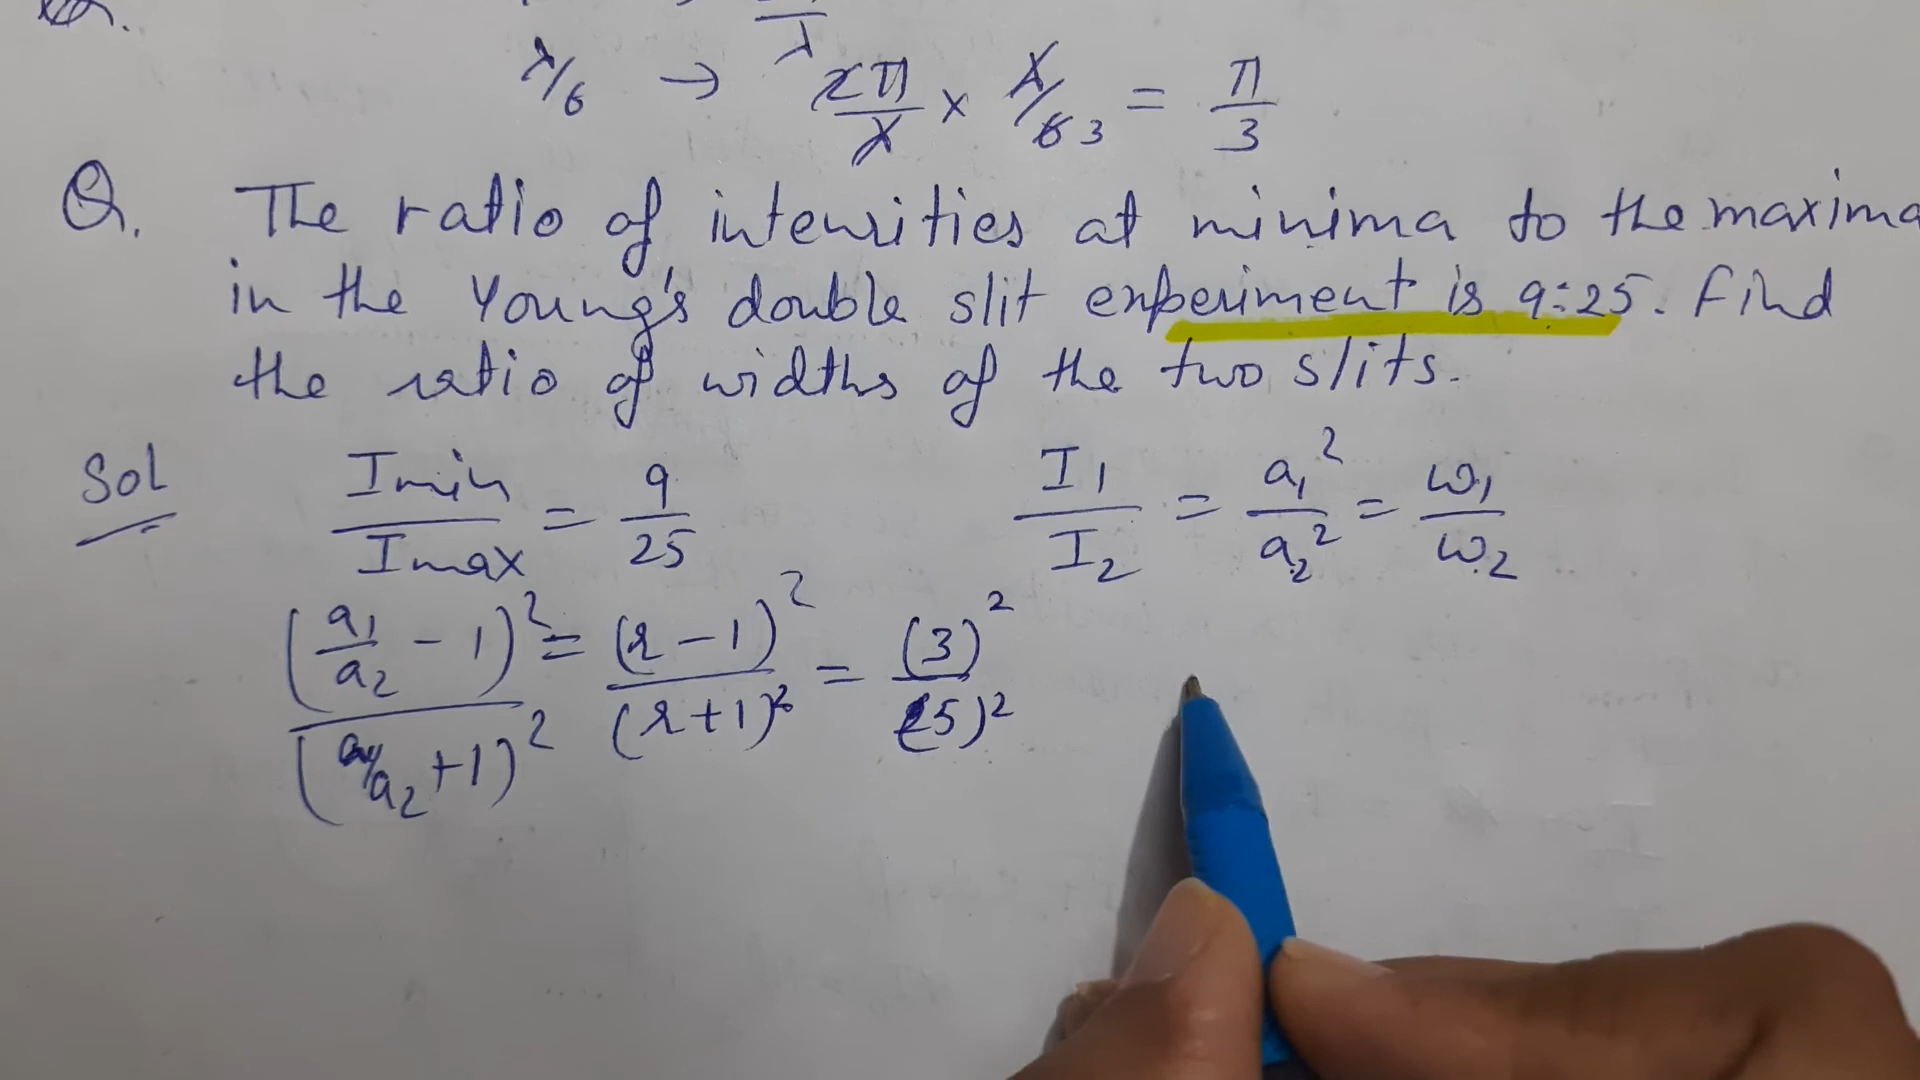 λ
λ/6 → 2π/λ × λ/6 3 = π/3
Q. The ratio of intensities at minima to the maxima
in the Young's double slit experiment is 9:25. Find
the ratio of widths of the two slits.
Sol Imin/Imax = 9/25 I1/I2 = a1²/a2² = ω1/ω2
(a1/a2 - 1)²/(a1/a2 + 1)² = (r - 1)²/(r + 1)² = (3)²/(5)²